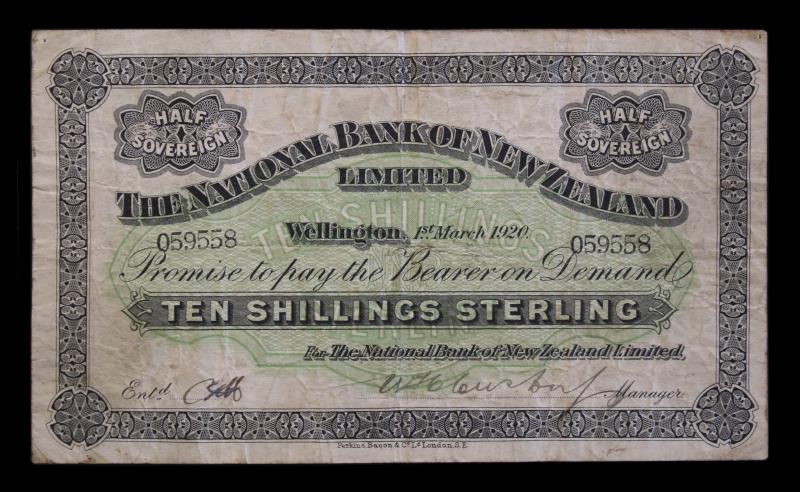 HALF SOVEREIGN
HALF SOVEREIGN
THE NATIONAL BANK OF NEW ZEALAND
LIMITED
TEN SHILLINGS
Wellington, 1st March 1920.
059558
059558
Promise to pay the Bearer on Demand
TEN SHILLINGS STERLING
For The National Bank of New Zealand Limited,
Entd.
Manager
Perkins, Bacon & Co Ld London, S.E.